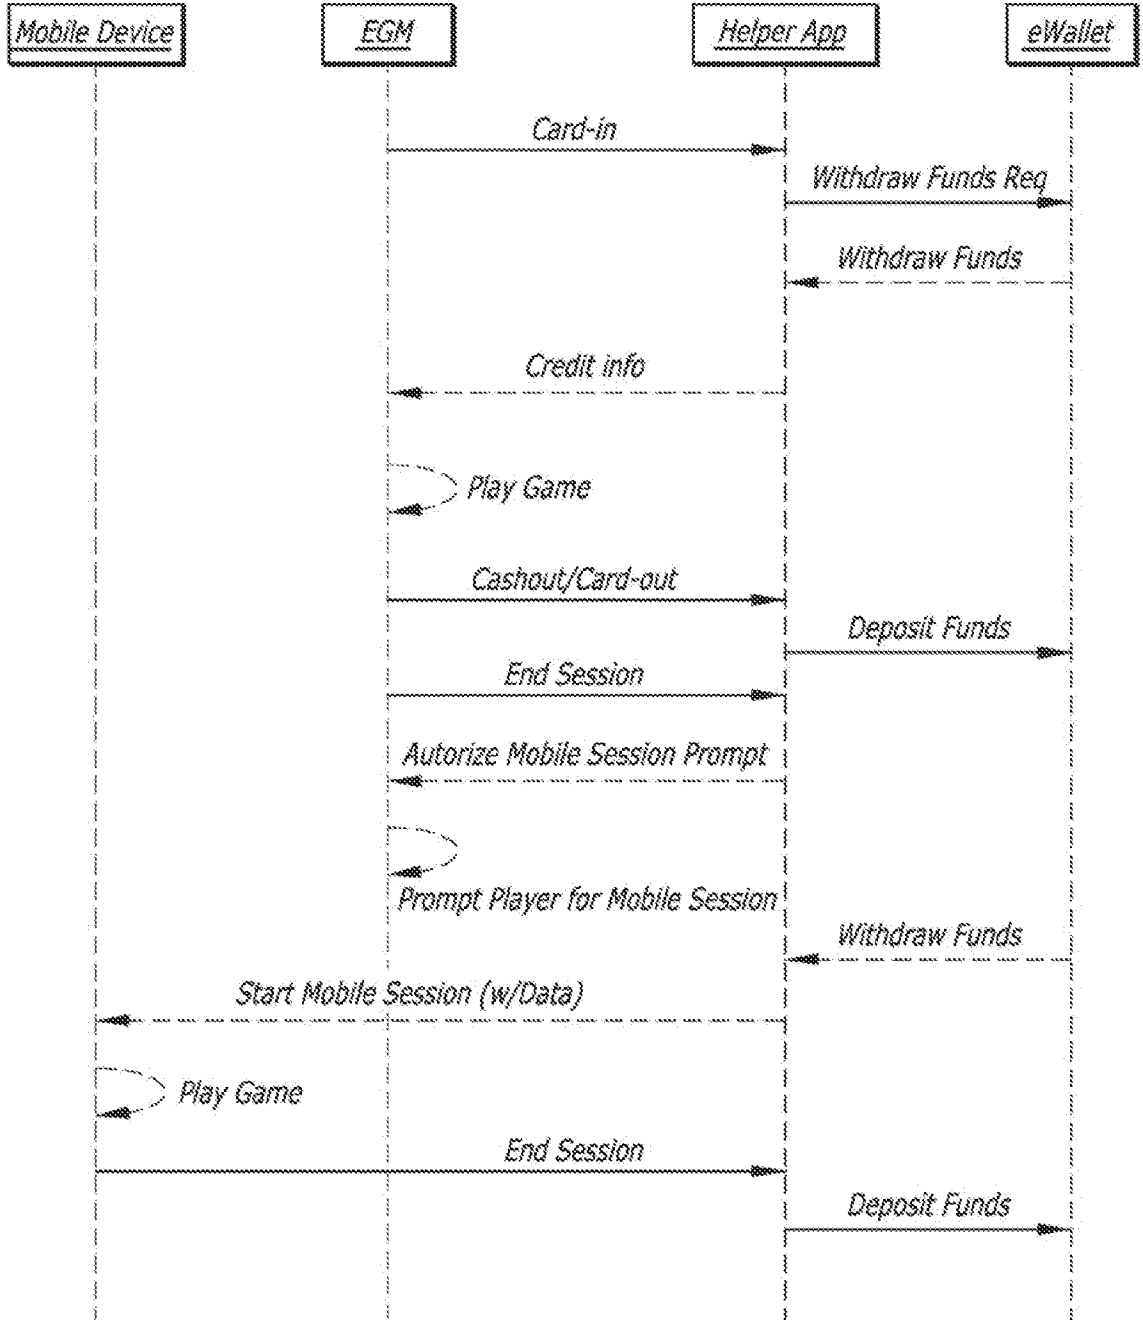 Mobile Device
EGM
Helper App
eWallet
Card-in
Withdraw Funds Req
Withdraw Funds
Credit info
Play Game
Cashout/Card-out
Deposit Funds
End Session
Autorize Mobile Session Prompt
Prompt Player for Mobile Session
Withdraw Funds
Start Mobile Session (w/Data)
Play Game
End Session
Deposit Funds